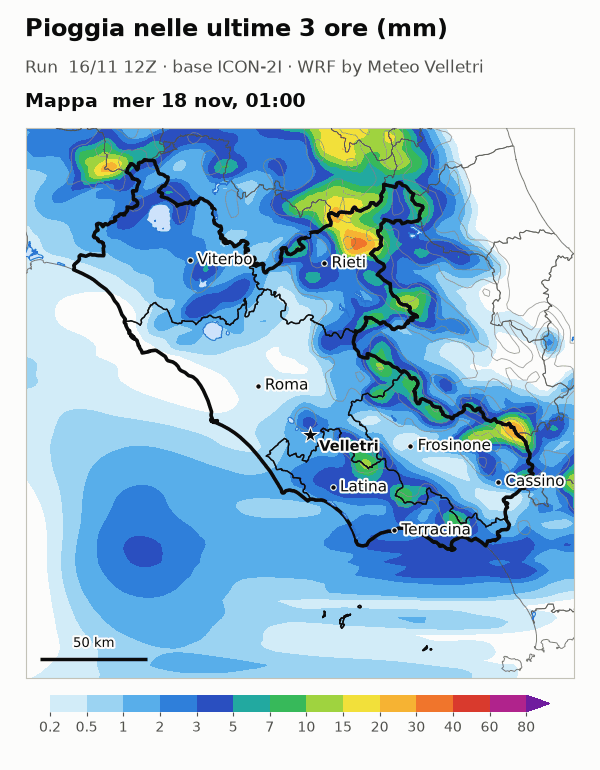 Pioggia nelle ultime 3 ore (mm)
Run  16/11 12Z · base ICON-2I · WRF by Meteo Velletri
Mappa  mer 18 nov, 01:00
Viterbo
Rieti
Roma
Velletri
Frosinone
Cassino
Latina
Terracina
50 km
0.2 0.5 1 2 3 5 7 10 15 20 30 40 60 80